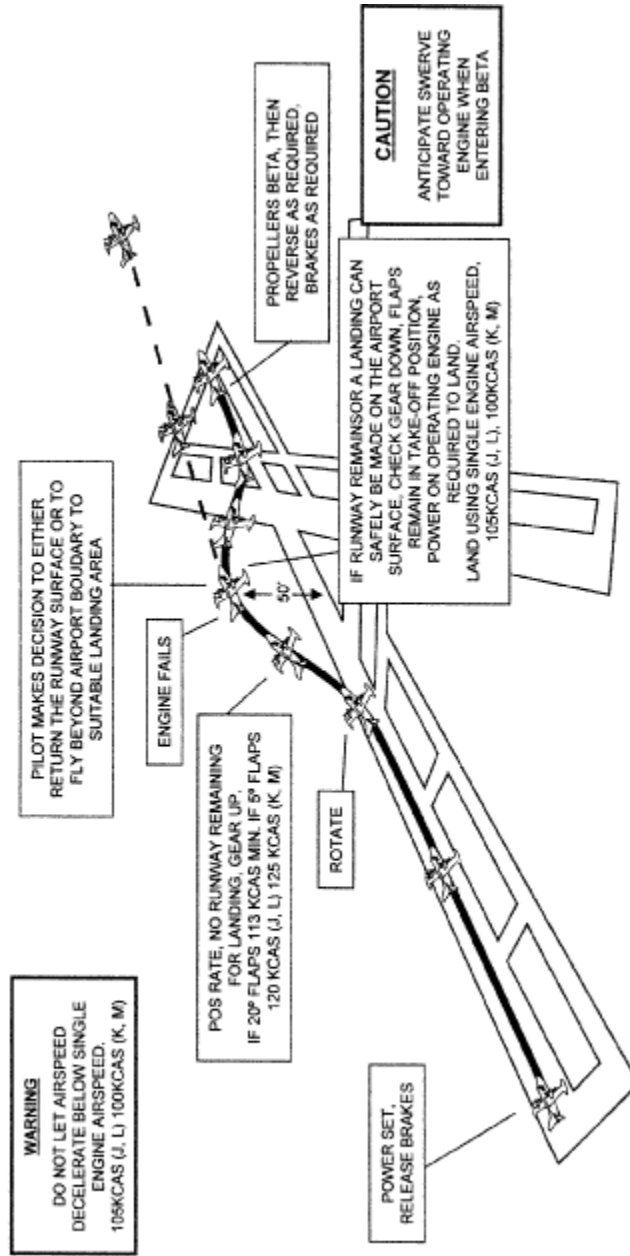 WARNING
DO NOT LET AIRSPEED
DECELERATE BELOW SINGLE
ENGINE AIRSPEED.
105KCAS (J, L) 100KCAS (K, M)
PILOT MAKES DECISION TO EITHER
RETURN THE RUNWAY SURFACE OR TO
FLY BEYOND AIRPORT BOUDARY TO
SUITABLE LANDING AREA
ENGINE FAILS
POS RATE, NO RUNWAY REMAINING
FOR LANDING, GEAR UP.
IF 20º FLAPS 113 KCAS MIN. IF 5º FLAPS
120 KCAS (J, L) 125 KCAS (K, M)
ROTATE
POWER SET,
RELEASE BRAKES
50'
PROPELLERS BETA, THEN
REVERSE AS REQUIRED,
BRAKES AS REQUIRED
IF RUNWAY REMAINSOR A LANDING CAN
SAFELY BE MADE ON THE AIRPORT
SURFACE, CHECK GEAR DOWN, FLAPS
REMAIN IN TAKE-OFF POSITION,
POWER ON OPERATING ENGINE AS
REQUIRED TO LAND.
LAND USING SINGLE ENGINE AIRSPEED,
105KCAS (J, L), 100KCAS (K, M)
CAUTION
ANTICIPATE SWERVE
TOWARD OPERATING
ENGINE WHEN
ENTERING BETA